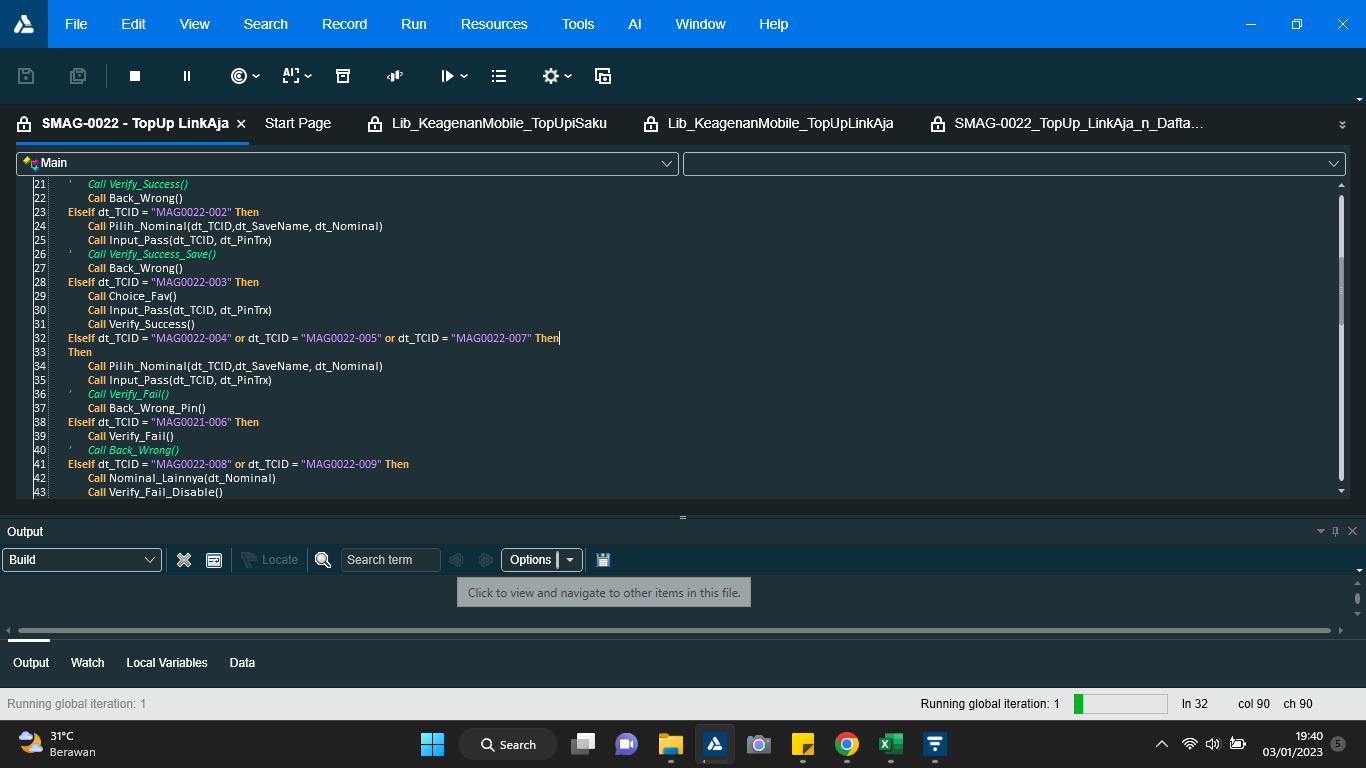 File Edit View Search Record Run Resources Tools AI Window Help
AI
SMAG-0022 - TopUp LinkAja × Start Page Lib_KeagenanMobile_TopUpiSaku Lib_KeagenanMobile_TopUpLinkAja SMAG-0022_TopUp_LinkAja_n_Dafta...
Main
21 ' Call Verify_Success()
22 Call Back_Wrong()
23 ElseIf dt_TCID = "MAG0022-002" Then
24 Call Pilih_Nominal(dt_TCID,dt_SaveName, dt_Nominal)
25 Call Input_Pass(dt_TCID, dt_PinTrx)
26 ' Call Verify_Success_Save()
27 Call Back_Wrong()
28 ElseIf dt_TCID = "MAG0022-003" Then
29 Call Choice_Fav()
30 Call Input_Pass(dt_TCID, dt_PinTrx)
31 Call Verify_Success()
32 ElseIf dt_TCID = "MAG0022-004" or dt_TCID = "MAG0022-005" or dt_TCID = "MAG0022-007" Then
33 Then
34 Call Pilih_Nominal(dt_TCID,dt_SaveName, dt_Nominal)
35 Call Input_Pass(dt_TCID, dt_PinTrx)
36 ' Call Verify_Fail()
37 Call Back_Wrong_Pin()
38 ElseIf dt_TCID = "MAG0021-006" Then
39 Call Verify_Fail()
40 ' Call Back_Wrong()
41 ElseIf dt_TCID = "MAG0022-008" or dt_TCID = "MAG0022-009" Then
42 Call Nominal_Lainnya(dt_Nominal)
43 Call Verify_Fail_Disable()
Output
Build Locate Search term Options
Click to view and navigate to other items in this file.
Output Watch Local Variables Data
Running global iteration: 1 Running global iteration: 1 ln 32 col 90 ch 90
31°C
Berawan
Search
19:40
03/01/2023
5